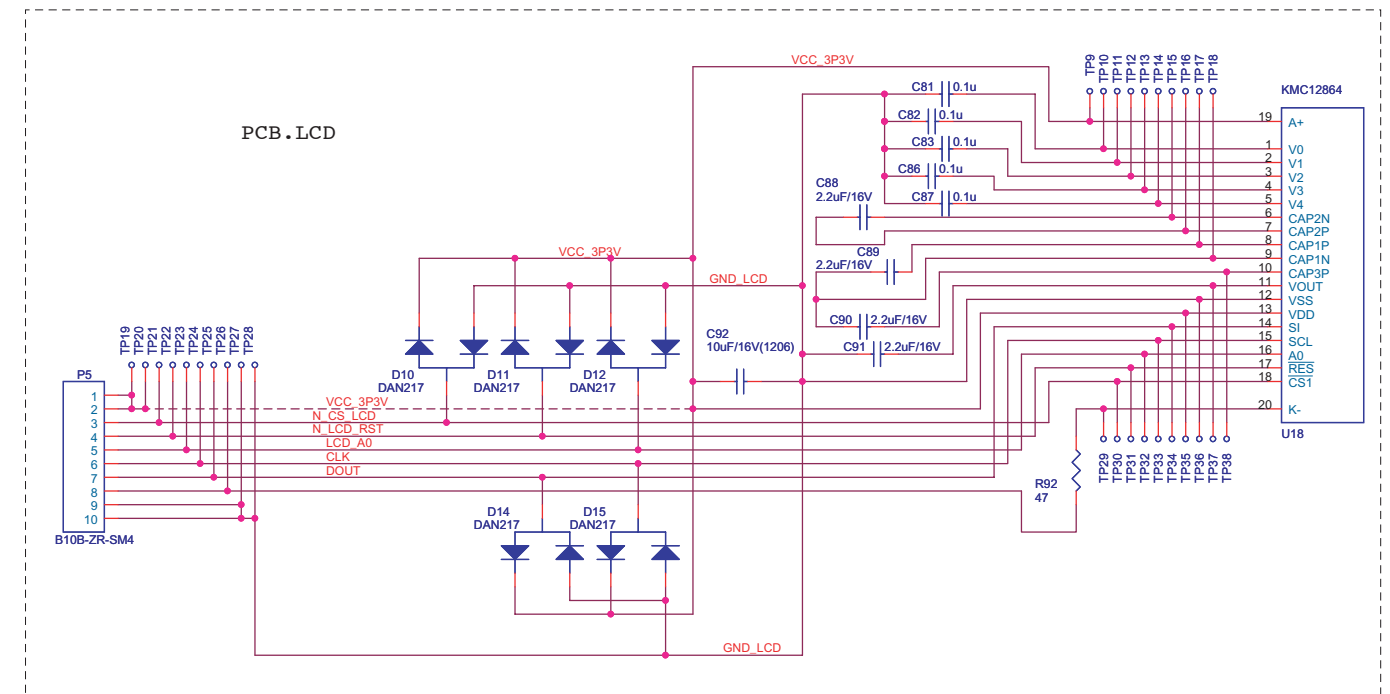 PCB.LCD
VCC_3P3V
TP9
TP10
TP11
TP12
TP13
TP14
TP15
TP16
TP17
TP18
KMC12864
C81 0.1u
C82 0.1u
C83 0.1u
C86 0.1u
C87 0.1u
C88
2.2uF/16V
C89
2.2uF/16V
C90 2.2uF/16V
C91 2.2uF/16V
C92
10uF/16V(1206)
19 A+
1 V0
2 V1
3 V2
4 V3
5 V4
6 CAP2N
7 CAP2P
8 CAP1P
9 CAP1N
10 CAP3P
11 VOUT
12 VSS
13 VDD
14 SI
15 SCL
16 A0
17 RES
18 CS1
20 K-
U18
VCC_3P3V
GND_LCD
D10
DAN217
D11
DAN217
D12
DAN217
TP19
TP20
TP21
TP22
TP23
TP24
TP25
TP26
TP27
TP28
P5
1
2
3
4
5
6
7
8
9
10
B10B-ZR-SM4
VCC_3P3V
N_CS_LCD
N_LCD_RST
LCD_A0
CLK
DOUT
D14
DAN217
D15
DAN217
R92
47
TP29
TP30
TP31
TP32
TP33
TP34
TP35
TP36
TP37
TP38
GND_LCD